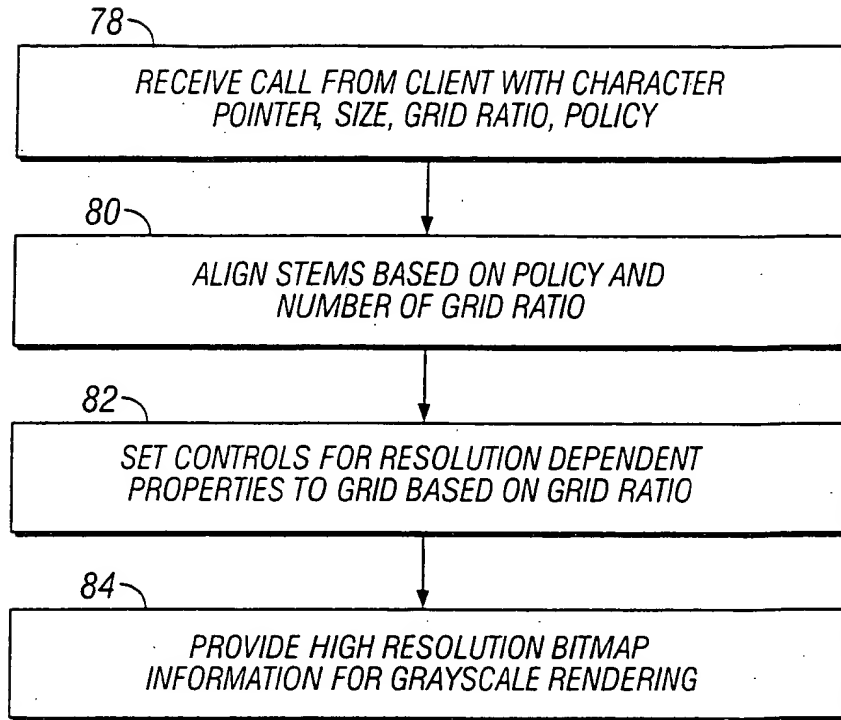 78
RECEIVE CALL FROM CLIENT WITH CHARACTER
POINTER, SIZE, GRID RATIO, POLICY
80
ALIGN STEMS BASED ON POLICY AND
NUMBER OF GRID RATIO
82
SET CONTROLS FOR RESOLUTION DEPENDENT
PROPERTIES TO GRID BASED ON GRID RATIO
84
PROVIDE HIGH RESOLUTION BITMAP
INFORMATION FOR GRAYSCALE RENDERING